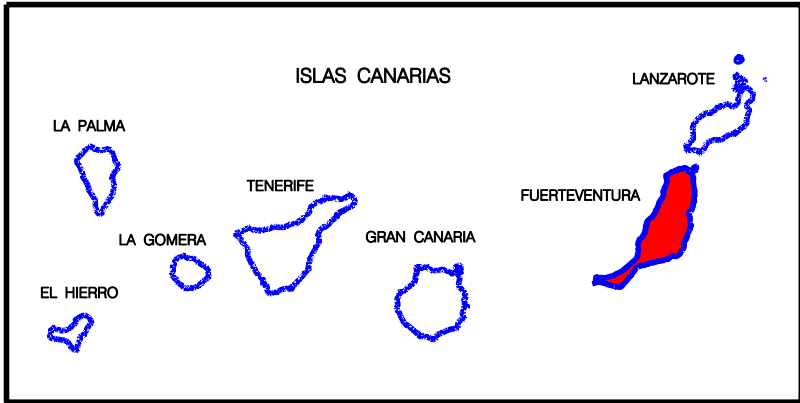 ISLAS CANARIAS
LANZAROTE
LA PALMA
TENERIFE
FUERTEVENTURA
LA GOMERA
GRAN CANARIA
EL HIERRO